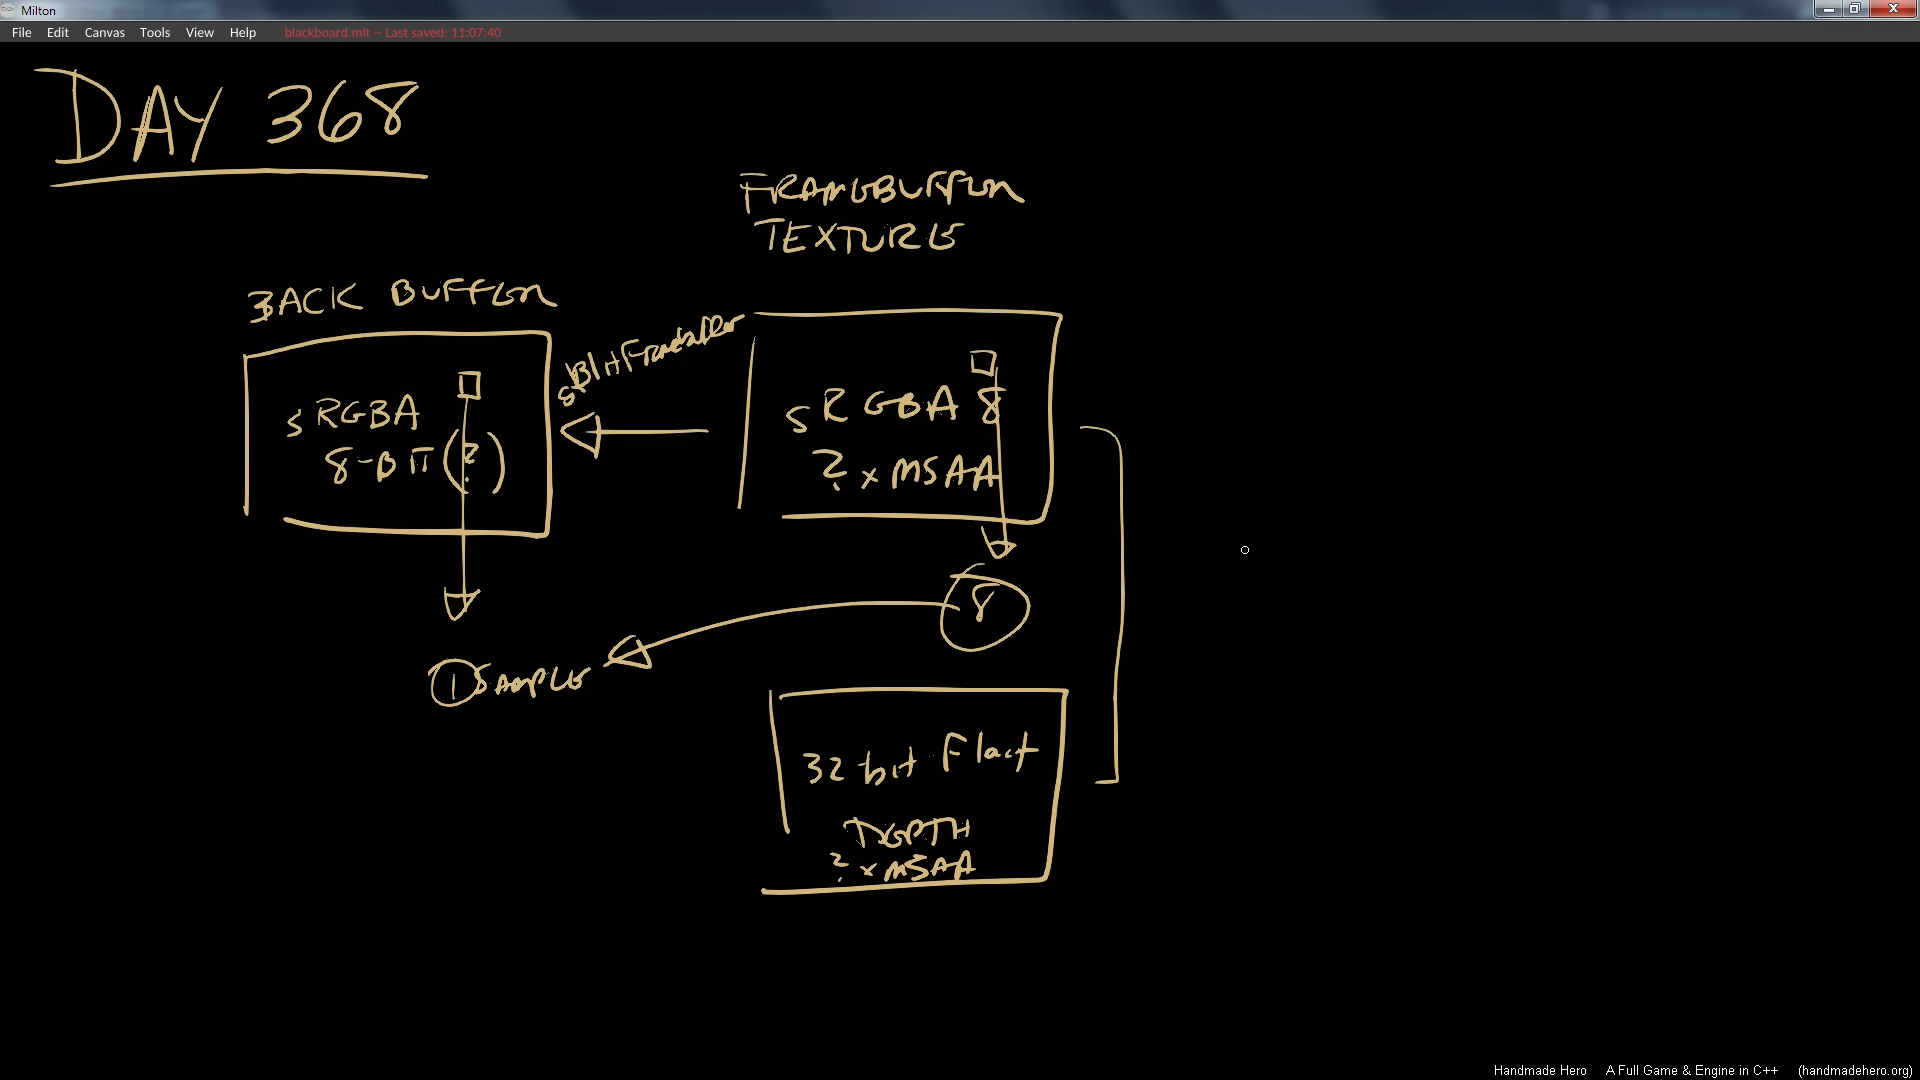 Milton
File Edit Canvas Tools View Help blackboard.mlt -- Last saved: 11:07:40
DAY 368
FRAMEBUFFER
TEXTURE
BACK BUFFER
BlitFramebuffer
sRGBA
8-BIT (?)
sRGBA 8
? x MSAA
8
1 SAMPLE
32 bit Float
DEPTH
? x MSAA
Handmade Hero A Full Game & Engine in C++ (handmadehero.org)